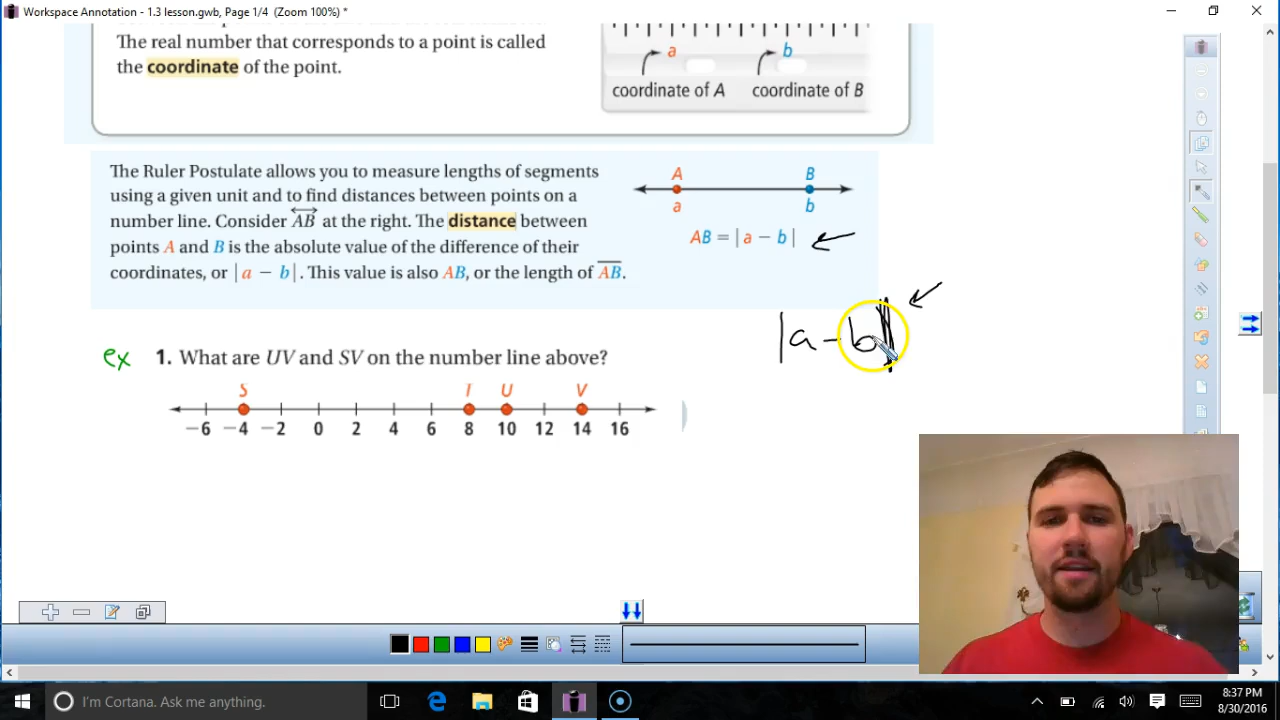 Workspace Annotation - 1.3 lesson.gwb, Page 1/4 (Zoom 100%) *
The real number that corresponds to a point is called
the coordinate of the point.
a b
coordinate of A coordinate of B
The Ruler Postulate allows you to measure lengths of segments
using a given unit and to find distances between points on a
number line. Consider AB at the right. The distance between
points A and B is the absolute value of the difference of their
coordinates, or |a − b|. This value is also AB, or the length of AB.
A B
a b
AB = |a − b|
|a - b|
ex 1. What are UV and SV on the number line above?
S T U V
−6 −4 −2 0 2 4 6 8 10 12 14 16
I'm Cortana. Ask me anything.
8:37 PM
8/30/2016